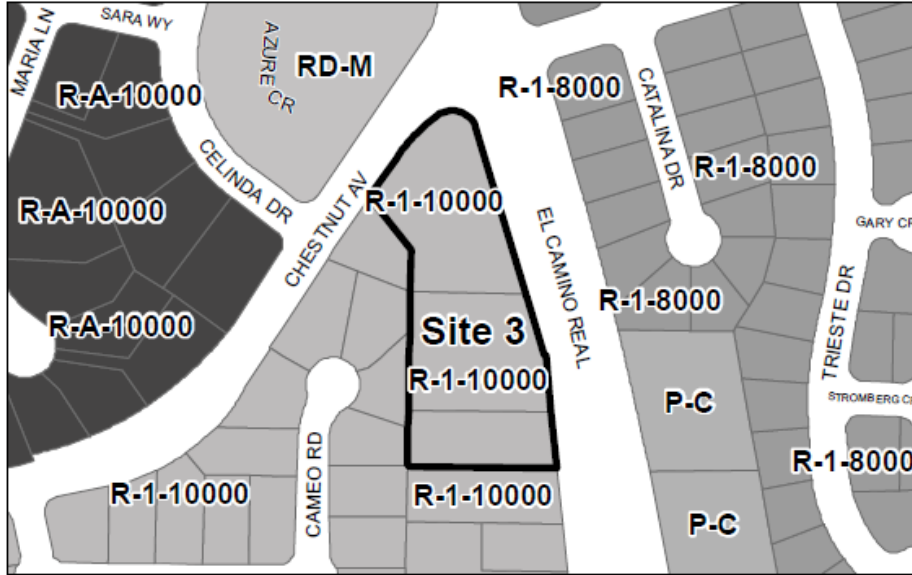 SARA WY
MARIA LN
AZURE CR
RD-M
R-A-10000
R-1-8000
CATALINA DR
CELINDA DR
R-1-8000
R-A-10000
CHESTNUT AV
R-1-10000
GARY CR
EL CAMINO REAL
R-1-8000
R-A-10000
Site 3
TRIESTE DR
R-1-10000
P-C
STROMBERG C
CAMEO RD
R-1-8000
R-1-10000
R-1-10000
P-C